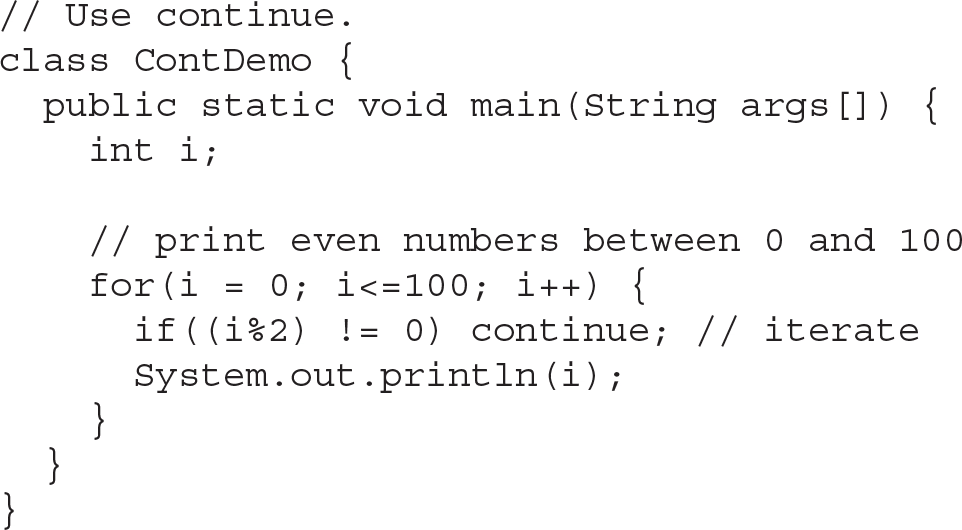 // Use continue.
class ContDemo {
  public static void main(String args[]) {
    int i;

    // print even numbers between 0 and 100
    for(i = 0; i<=100; i++) {
      if((i%2) != 0) continue; // iterate
      System.out.println(i);
    }
  }
}